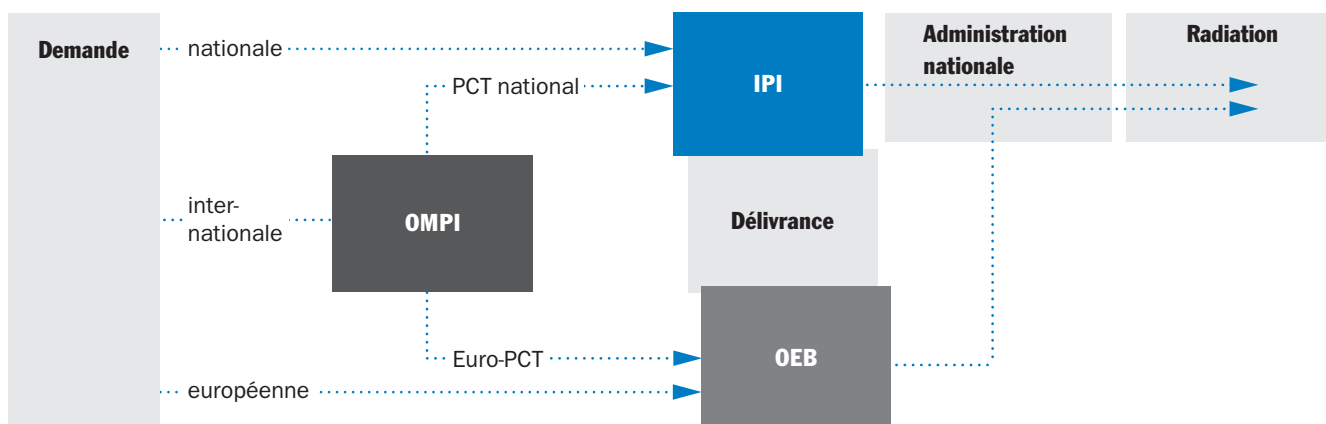 Demande
nationale
PCT national
IPI
Administration
nationale
Radiation
inter-
nationale
OMPI
Délivrance
Euro-PCT
OEB
européenne